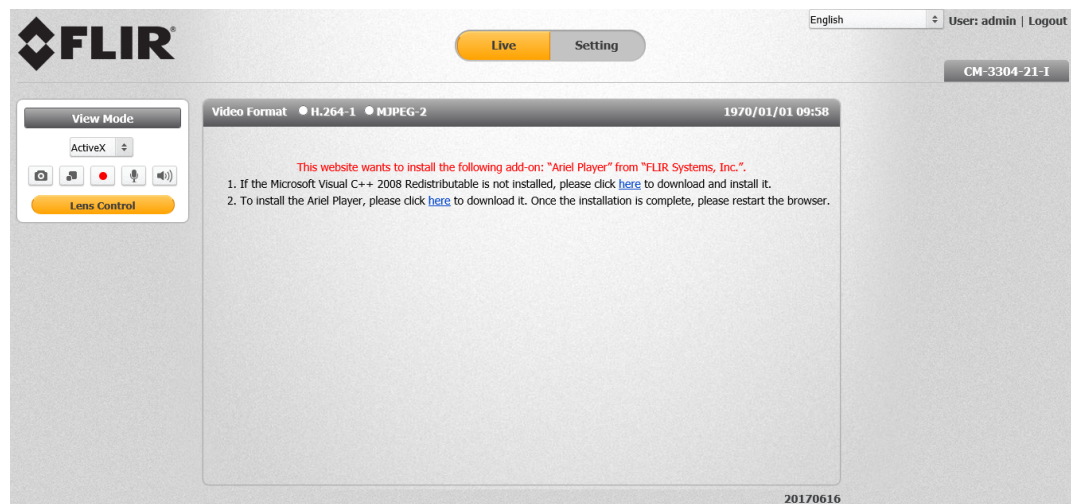 English
User: admin | Logout
FLIR®
Live
Setting
CM-3304-21-I
View Mode
ActiveX
Lens Control
Video Format H.264-1 MJPEG-2 1970/01/01 09:58
This website wants to install the following add-on: "Ariel Player" from "FLIR Systems, Inc.".
1. If the Microsoft Visual C++ 2008 Redistributable is not installed, please click here to download and install it.
2. To install the Ariel Player, please click here to download it. Once the installation is complete, please restart the browser.
20170616